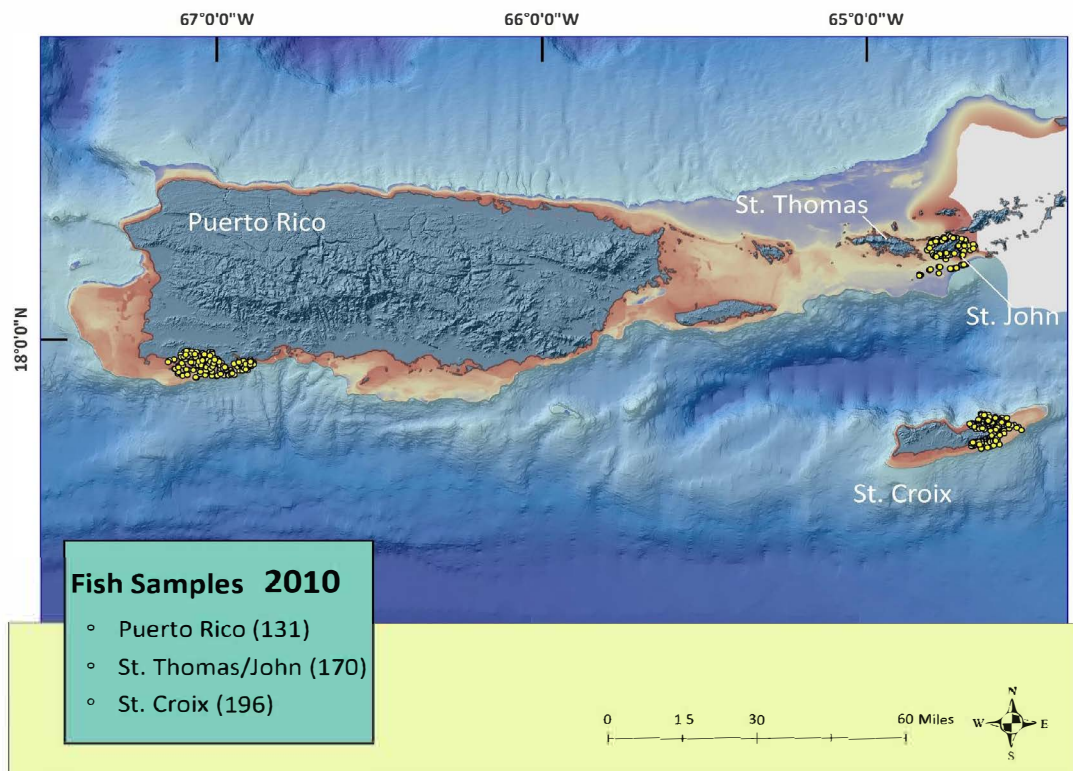 67°0'0"W
66°0'0"W
65°0'0"W
18°0'0"N
Puerto Rico
St. Thomas
St. John
St. Croix
Fish Samples 2010
° Puerto Rico (131)
° St. Thomas/John (170)
° St. Croix (196)
0 15 30 60 Miles
N
W E
S